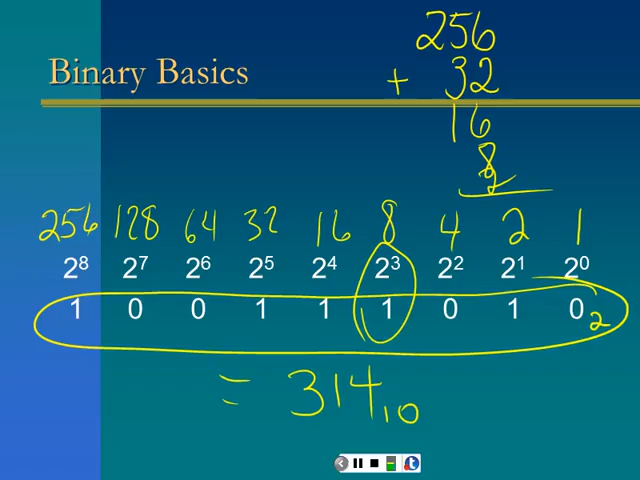 256
Binary Basics + 32
16
8
2
256 128 64 32 16 8 4 2 1
2⁸ 2⁷ 2⁶ 2⁵ 2⁴ 2³ 2² 2¹ 2⁰
1 0 0 1 1 1 0 1 0₂
= 314₁₀